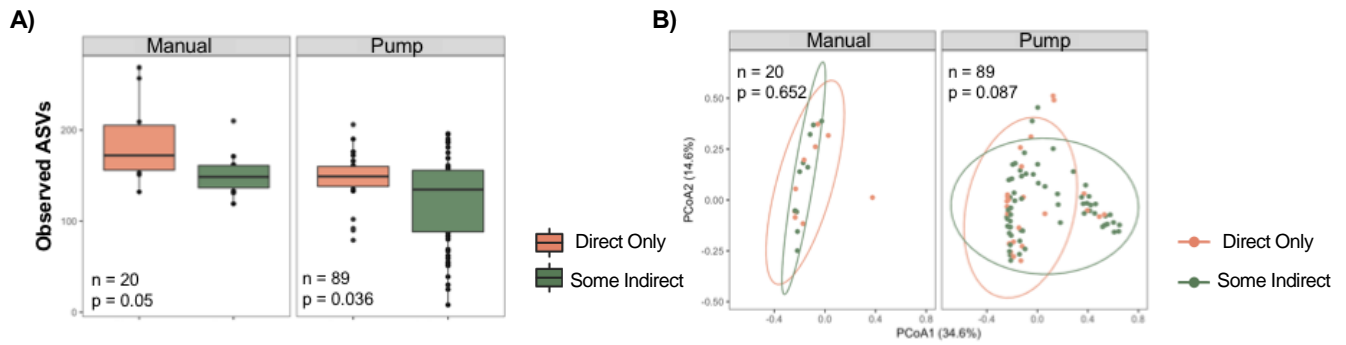 A)
Manual
Pump
Observed ASVs
200
100
0
n = 20
p = 0.05
n = 89
p = 0.036
Direct Only
Some Indirect
B)
Manual
Pump
n = 20
p = 0.652
n = 89
p = 0.087
PCoA2 (14.6%)
0.50
0.25
0.00
-0.25
-0.50
-0.4
0.0
0.4
0.8
-0.4
0.0
0.4
0.8
PCoA1 (34.6%)
Direct Only
Some Indirect